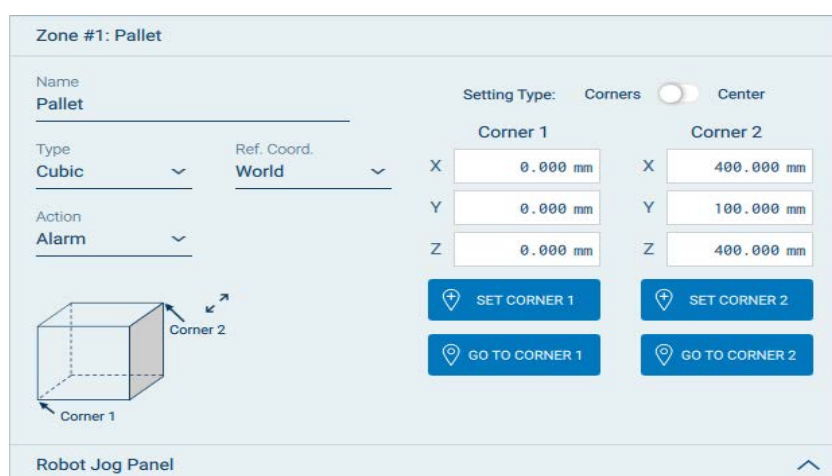 Zone #1: Pallet
Name
Pallet
Setting Type: Corners Center
Corner 1 Corner 2
Type Ref. Coord.
Cubic World
X 0.000 mm X 400.000 mm
Action
Y 0.000 mm Y 100.000 mm
Alarm
Z 0.000 mm Z 400.000 mm
SET CORNER 1 SET CORNER 2
Corner 2
GO TO CORNER 1 GO TO CORNER 2
Corner 1
Robot Jog Panel